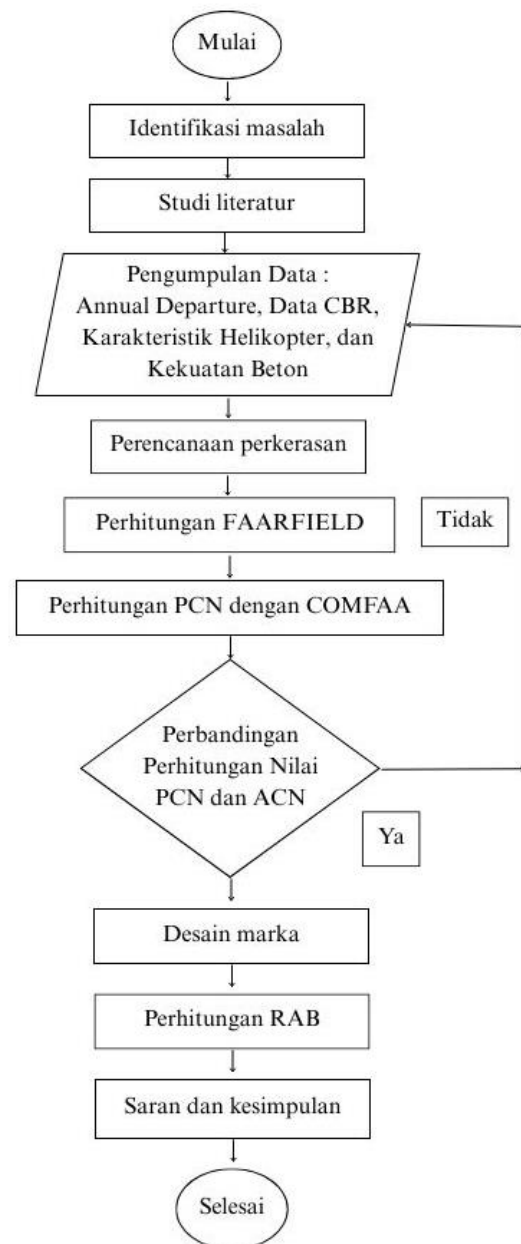 Mulai
Identifikasi masalah
Studi literatur
Pengumpulan Data :
Annual Departure, Data CBR,
Karakteristik Helikopter, dan
Kekuatan Beton
Perencanaan perkerasan
Perhitungan FAARFIELD
Tidak
Perhitungan PCN dengan COMFAA
Perbandingan
Perhitungan Nilai
PCN dan ACN
Ya
Desain marka
Perhitungan RAB
Saran dan kesimpulan
Selesai